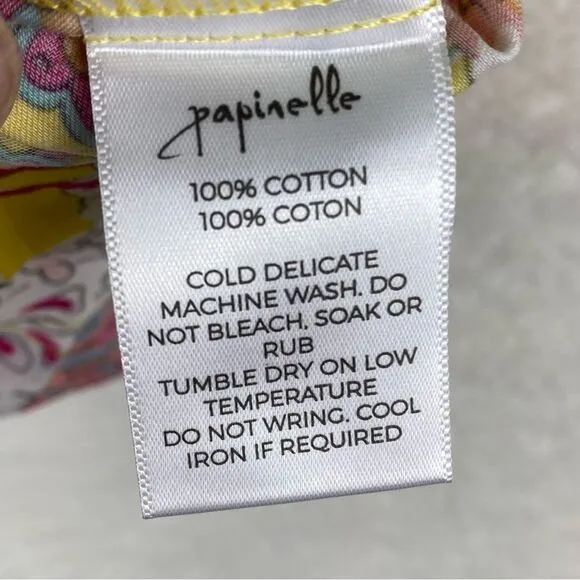 papinelle
100% COTTON
100% COTON
COLD DELICATE
MACHINE WASH. DO
NOT BLEACH, SOAK OR
RUB
TUMBLE DRY ON LOW
TEMPERATURE
DO NOT WRING. COOL
IRON IF REQUIRED